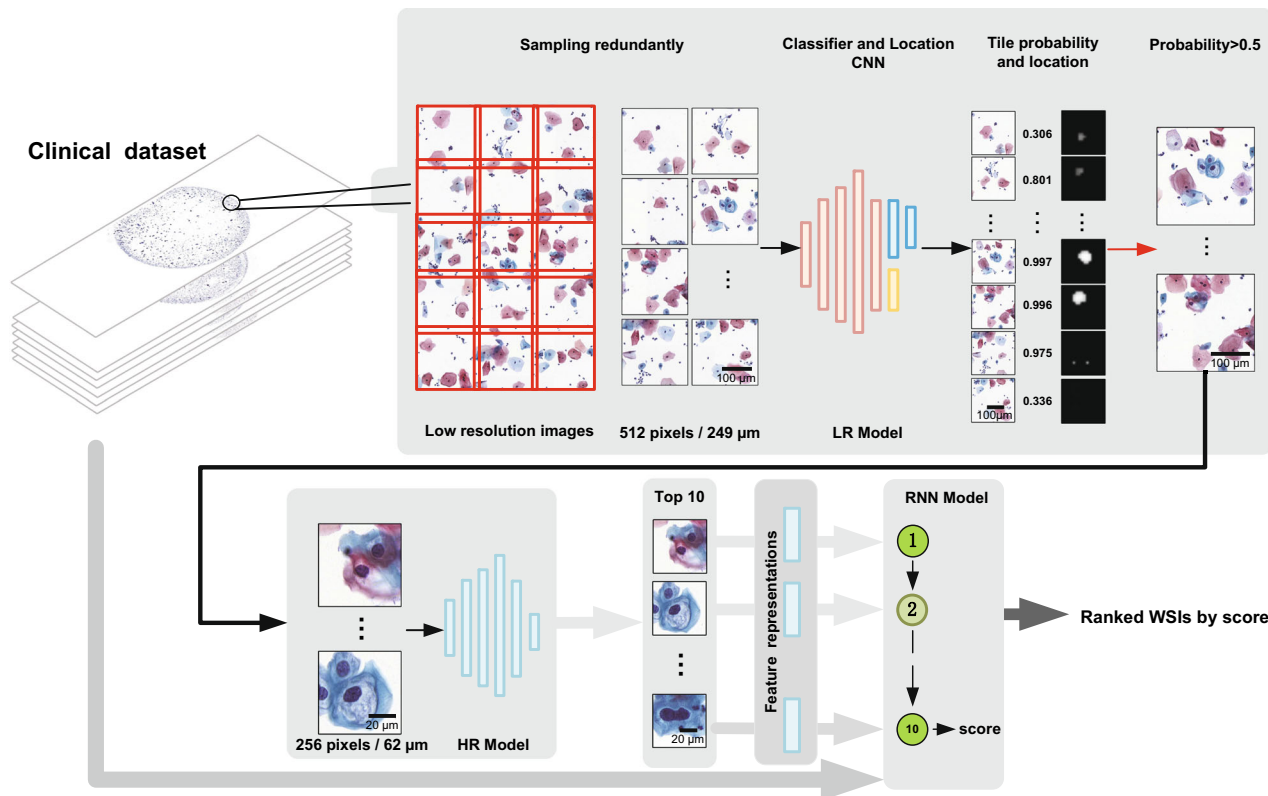 Clinical dataset
Sampling redundantly
Classifier and Location
CNN
Tile probability
and location
Probability>0.5
0.306
0.801
0.997
0.996
0.975
0.336
100 µm
100µm
100 µm
Low resolution images
512 pixels / 249 µm
LR Model
Top 10
Feature representations
RNN Model
1
2
10
score
Ranked WSIs by score
20 µm
20 µm
256 pixels / 62 µm
HR Model